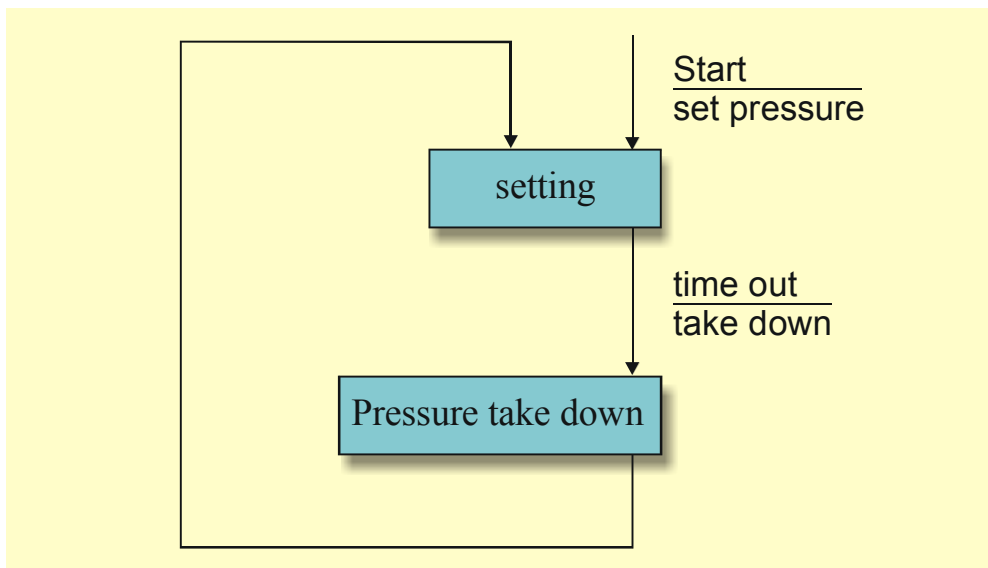 Start
set pressure
setting
time out
take down
Pressure take down